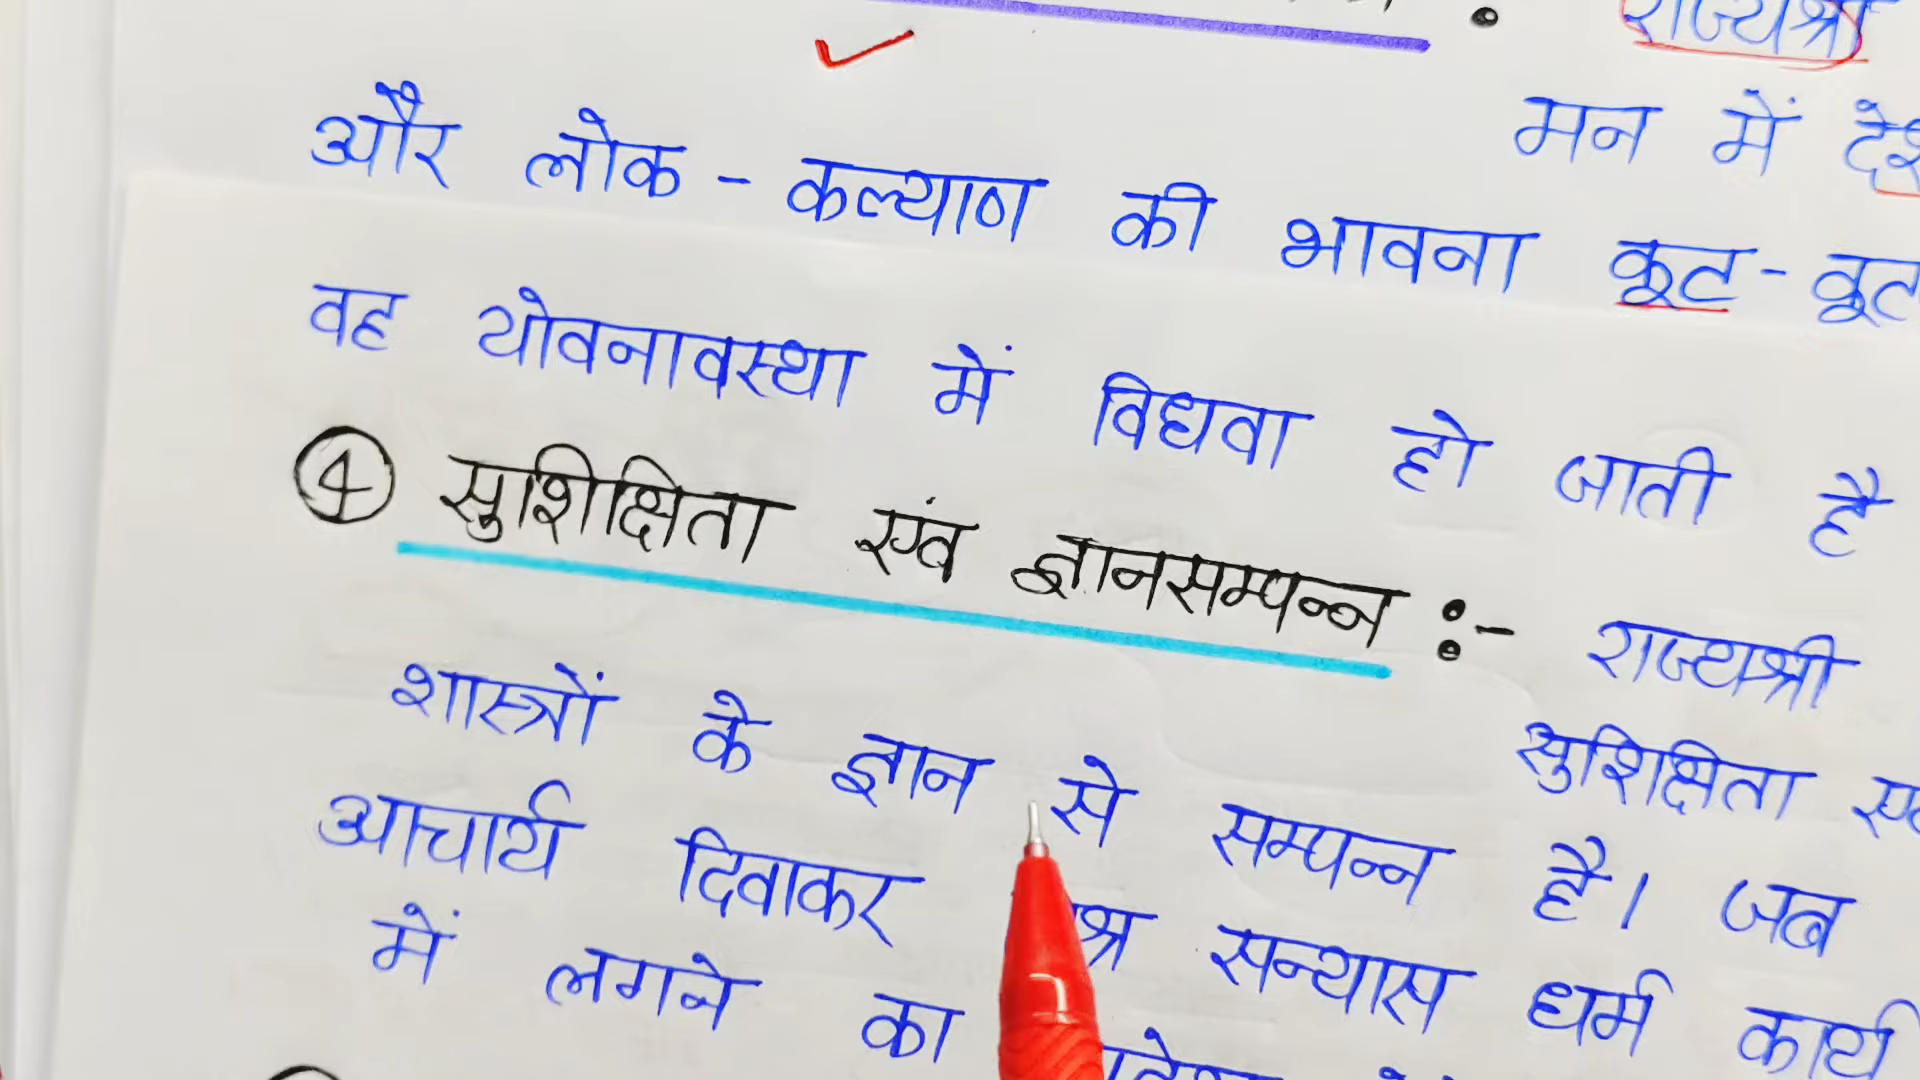 : राज्यश्री
मन में
और लोक - कल्याण की भावना कूट - कूट
वह योवनावस्था में विधवा हो जाती है
④ सुशिक्षिता एंव ज्ञानसम्पन्न :- राज्यश्री
सुशिक्षिता
शास्त्रों के ज्ञान से सम्पन्न है। जब
आचार्य दिवाकर सन्यास धर्म कार्य
में लगने का